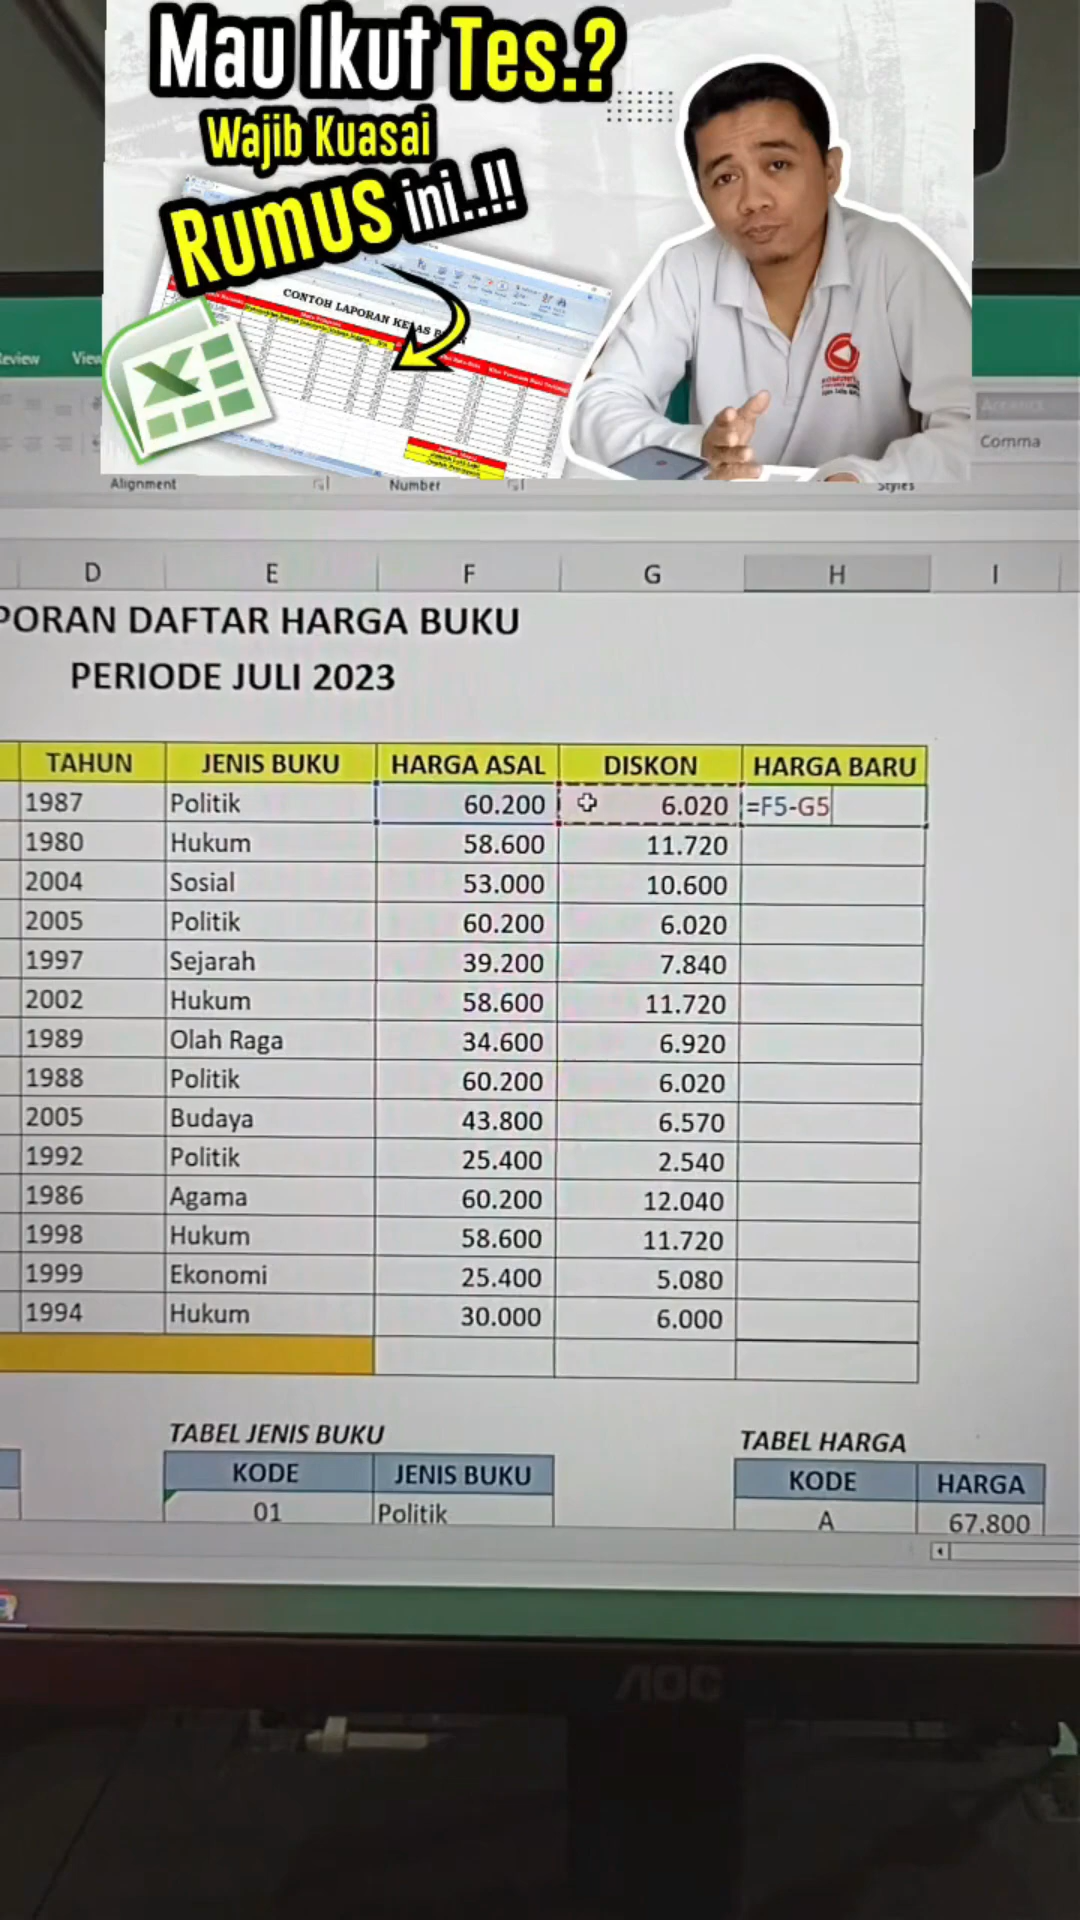 Mau Ikut Tes.?
Wajib Kuasai
Rumus ini..!!
CONTOH LAPORAN KELAS
View
Comma
Alignment
Number
Styles
D E F G H I
PORAN DAFTAR HARGA BUKU
PERIODE JULI 2023
TAHUN JENIS BUKU HARGA ASAL DISKON HARGA BARU
1987 Politik 60.200 6.020 =F5-G5
1980 Hukum 58.600 11.720
2004 Sosial 53.000 10.600
2005 Politik 60.200 6.020
1997 Sejarah 39.200 7.840
2002 Hukum 58.600 11.720
1989 Olah Raga 34.600 6.920
1988 Politik 60.200 6.020
2005 Budaya 43.800 6.570
1992 Politik 25.400 2.540
1986 Agama 60.200 12.040
1998 Hukum 58.600 11.720
1999 Ekonomi 25.400 5.080
1994 Hukum 30.000 6.000
TABEL JENIS BUKU
KODE JENIS BUKU
01 Politik
TABEL HARGA
KODE HARGA
A 67.800
AOC